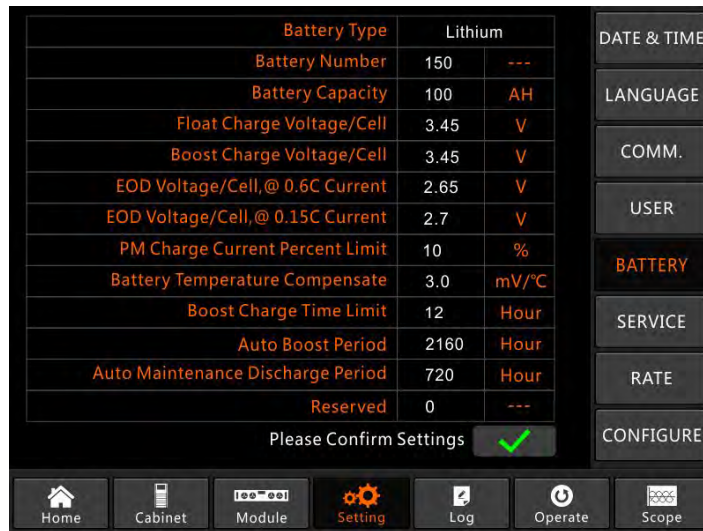 Battery Type Lithium
Battery Number 150 ---
Battery Capacity 100 AH
Float Charge Voltage/Cell 3.45 V
Boost Charge Voltage/Cell 3.45 V
EOD Voltage/Cell,@ 0.6C Current 2.65 V
EOD Voltage/Cell,@ 0.15C Current 2.7 V
PM Charge Current Percent Limit 10 %
Battery Temperature Compensate 3.0 mV/℃
Boost Charge Time Limit 12 Hour
Auto Boost Period 2160 Hour
Auto Maintenance Discharge Period 720 Hour
Reserved 0 ---
Please Confirm Settings
DATE & TIME
LANGUAGE
COMM.
USER
BATTERY
SERVICE
RATE
CONFIGURE
Home Cabinet Module Setting Log Operate Scope